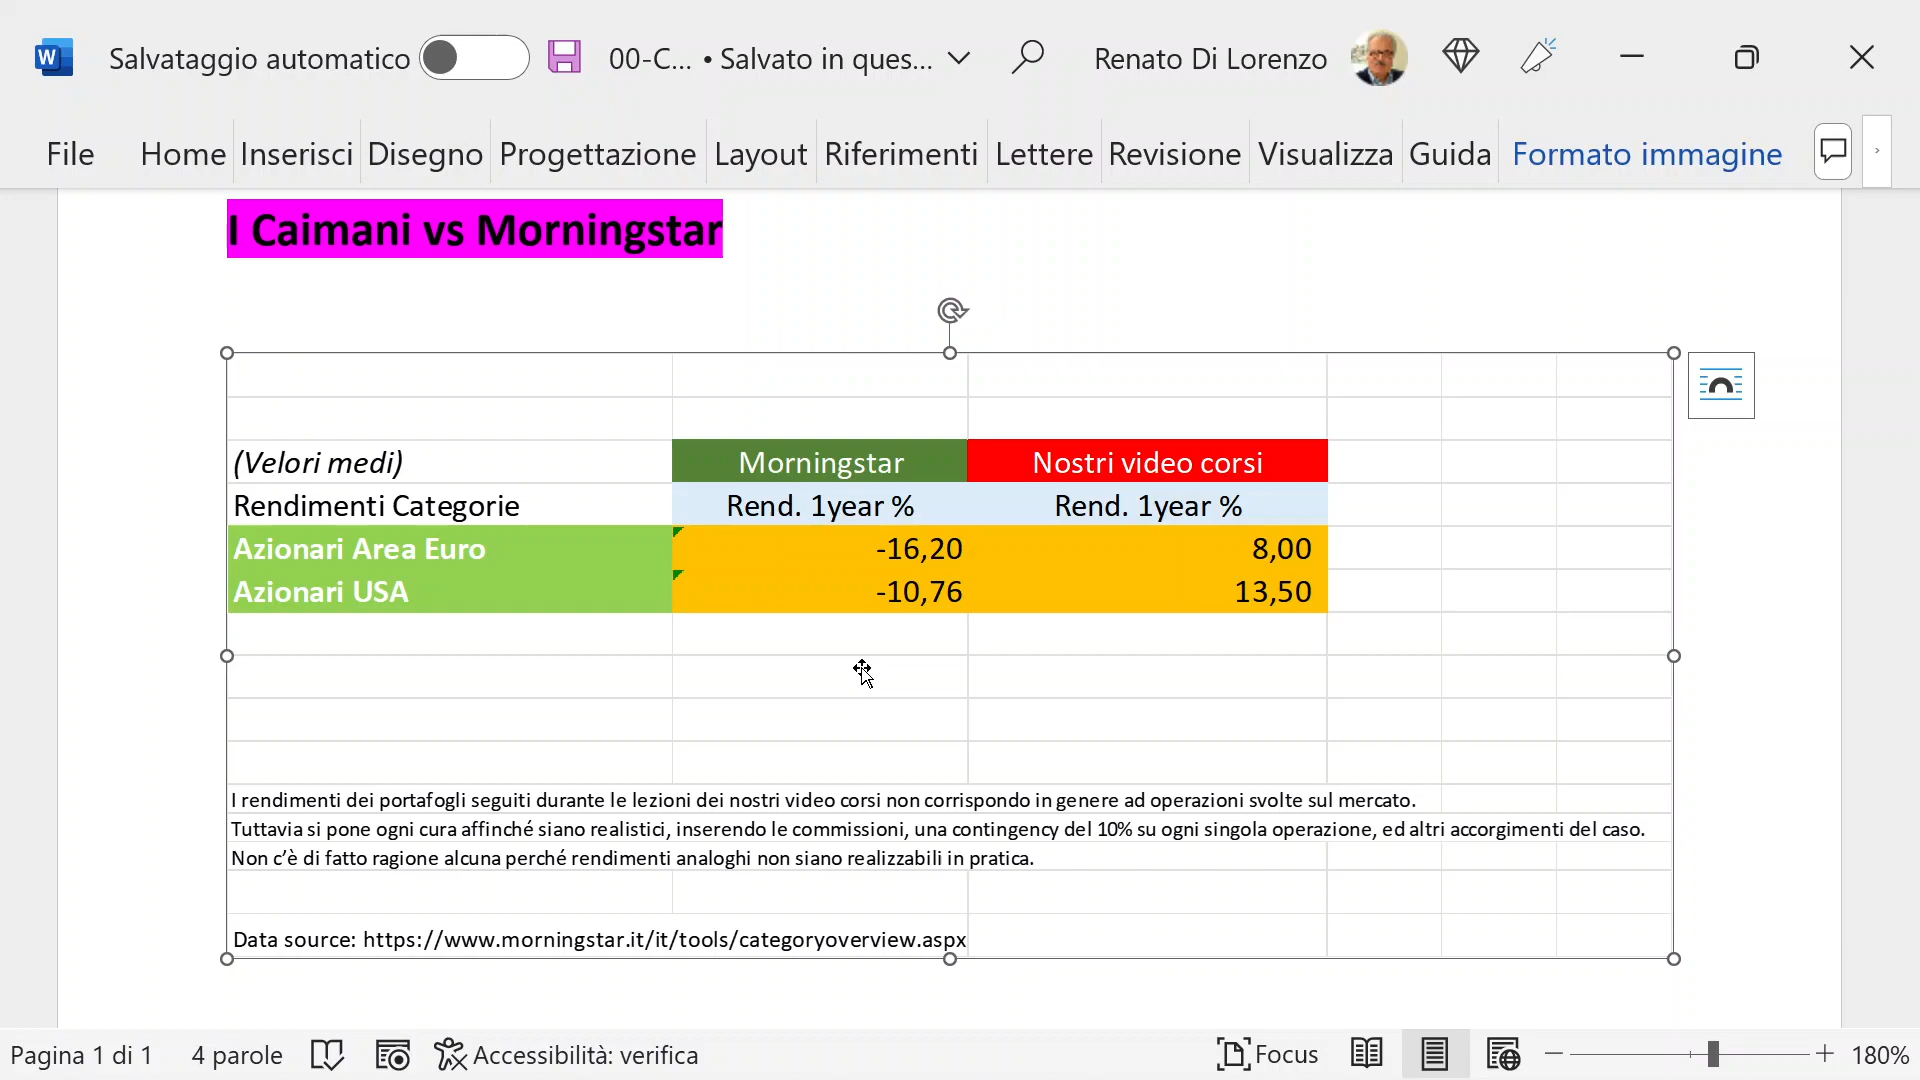 W Salvataggio automatico 00-C... • Salvato in ques... Renato Di Lorenzo
File Home Inserisci Disegno Progettazione Layout Riferimenti Lettere Revisione Visualizza Guida Formato immagine
I Caimani vs Morningstar
(Velori medi) Morningstar Nostri video corsi
Rendimenti Categorie Rend. 1year % Rend. 1year %
Azionari Area Euro -16,20 8,00
Azionari USA -10,76 13,50
I rendimenti dei portafogli seguiti durante le lezioni dei nostri video corsi non corrispondo in genere ad operazioni svolte sul mercato.
Tuttavia si pone ogni cura affinché siano realistici, inserendo le commissioni, una contingency del 10% su ogni singola operazione, ed altri accorgimenti del caso.
Non c'è di fatto ragione alcuna perché rendimenti analoghi non siano realizzabili in pratica.
Data source: https://www.morningstar.it/it/tools/categoryoverview.aspx
Pagina 1 di 1 4 parole Accessibilità: verifica Focus 180%